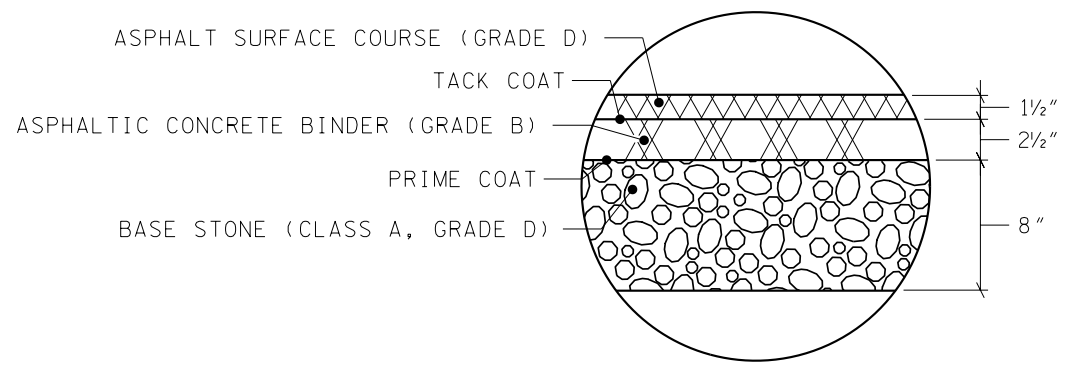 ASPHALT SURFACE COURSE (GRADE D)
TACK COAT
1½"
ASPHALTIC CONCRETE BINDER (GRADE B)
2½"
PRIME COAT
BASE STONE (CLASS A, GRADE D)
8"